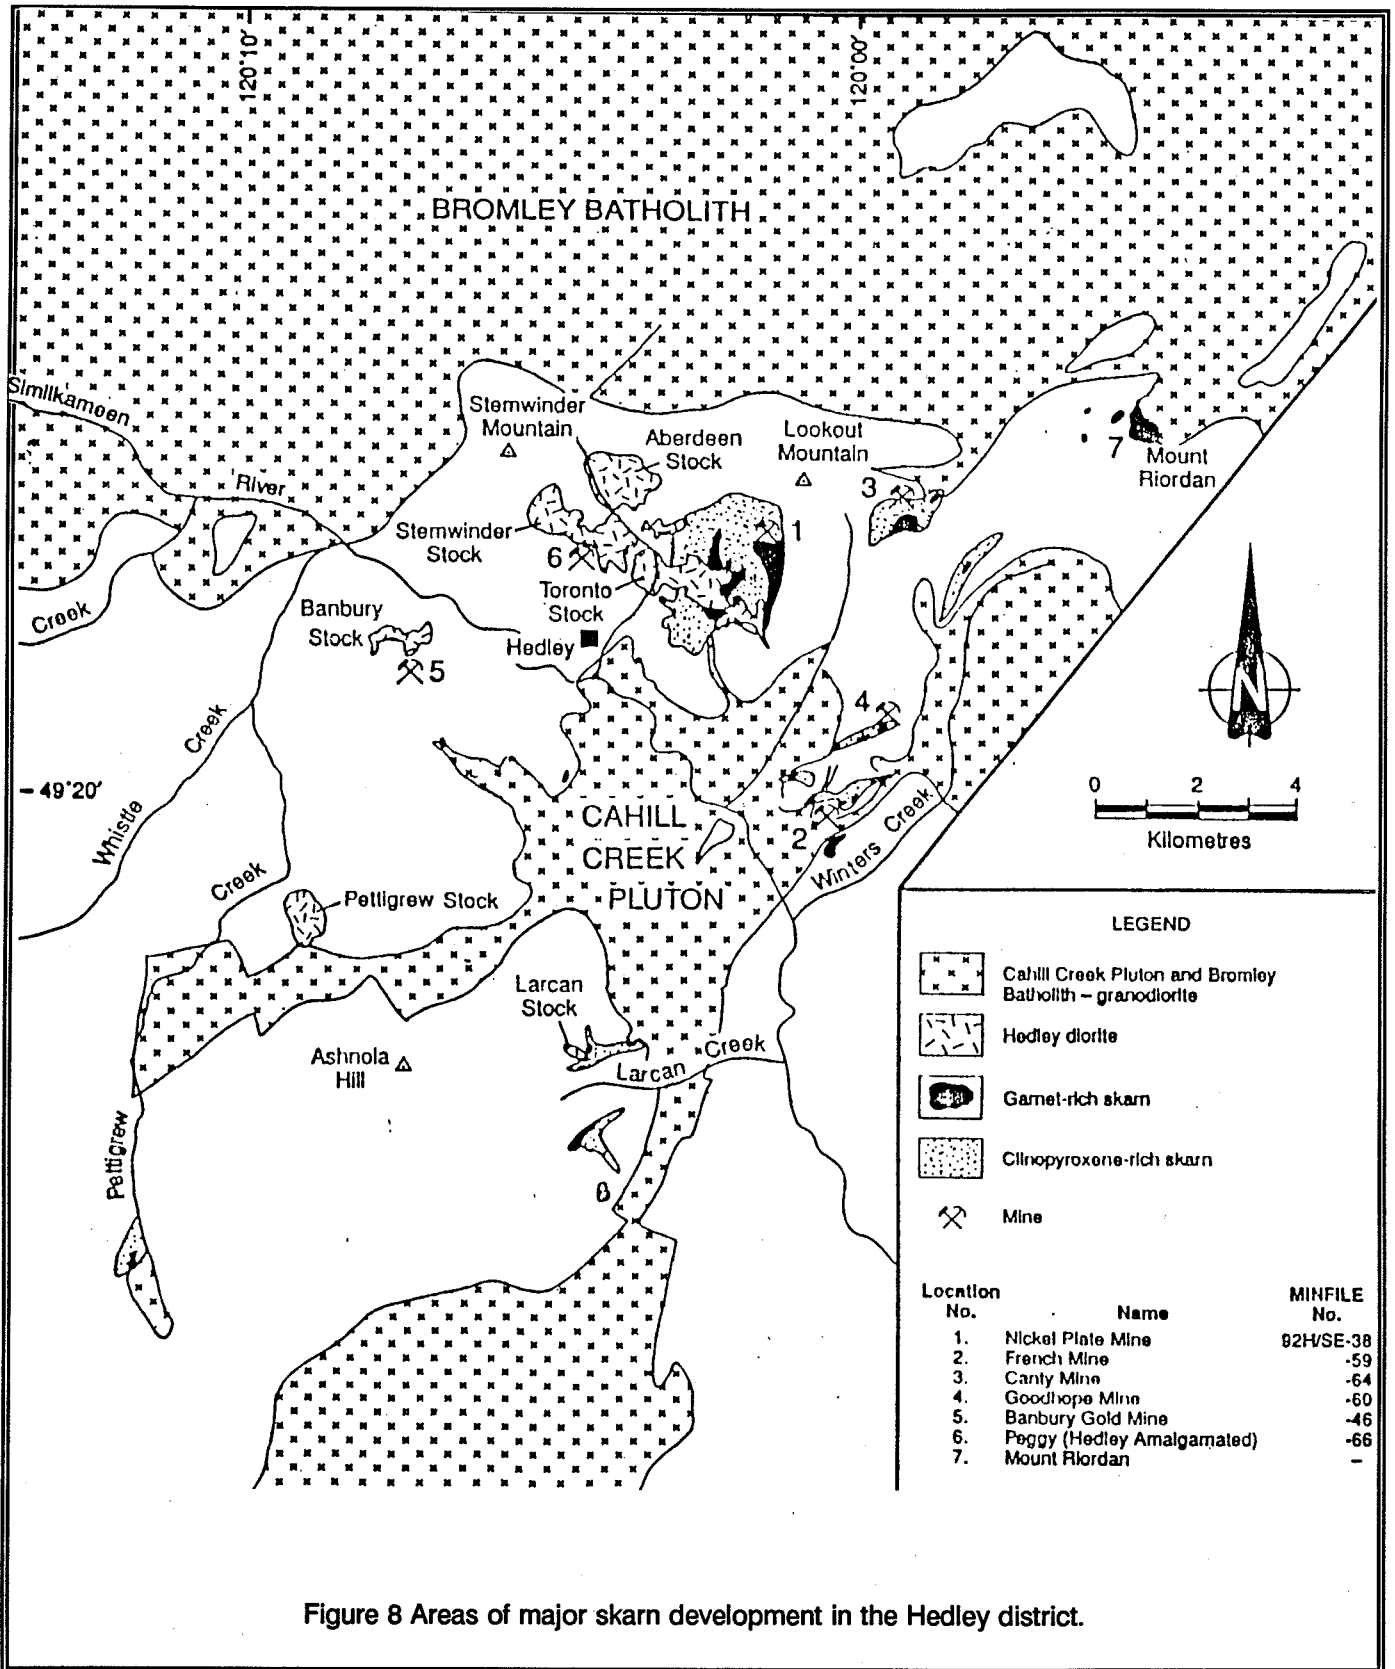 120°10'
120°00'
BROMLEY BATHOLITH
Similkameen
River
Stemwinder
Mountain
Aberdeen
Stock
Lookout
Mountain
7
Mount
Riordan
3
Stemwinder
Stock
1
6
Toronto
Stock
Creek
Banbury
Stock
Hedley
5
4
N
Whistle
Creek
49°20'
CAHILL
CREEK
PLUTON
2
Winters Creek
0 2 4
Kilometres
Creek
Pettigrew Stock
Larcan
Stock
Ashnola
Hill
Larcan
Creek
Pettigrew
8
LEGEND
Cahill Creek Pluton and Bromley
Batholith – granodiorite
Hedley diorite
Garnet-rich skarn
Clinopyroxene-rich skarn
Mine
Location
No.
Name
MINFILE
No.
1. Nickel Plate Mine 92H/SE-38
2. French Mine -59
3. Canty Mine -64
4. Goodhope Mine -60
5. Banbury Gold Mine -46
6. Peggy (Hedley Amalgamated) -66
7. Mount Riordan –
Figure 8 Areas of major skarn development in the Hedley district.